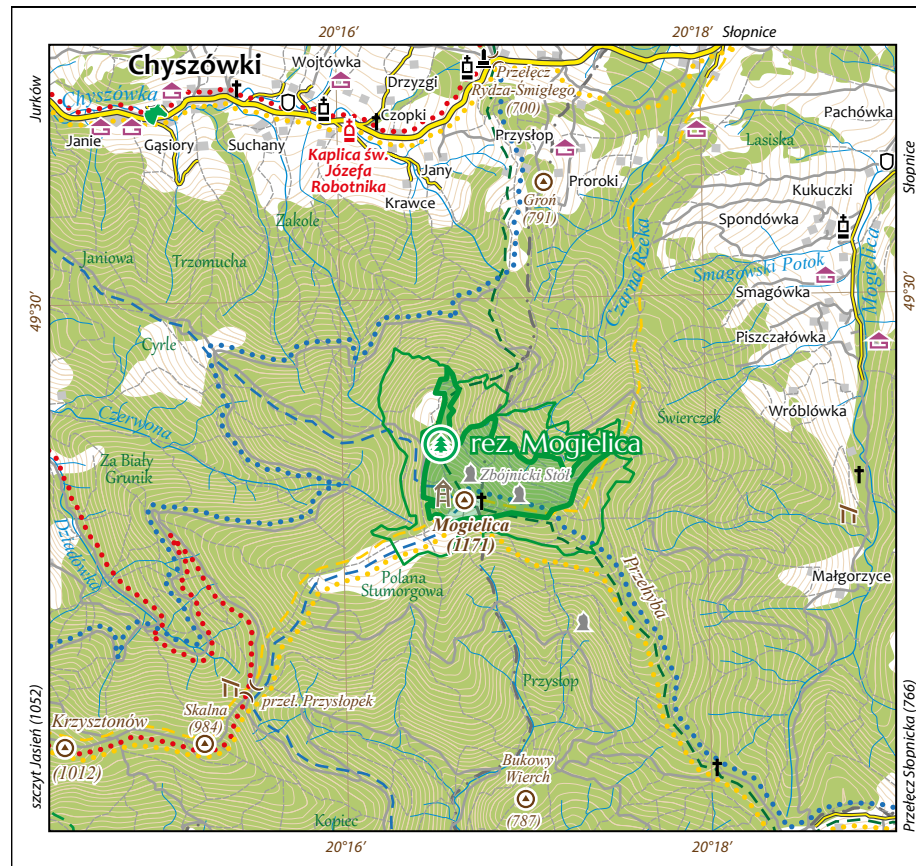 20°16'
20°18'
Słopnice
Chyszówki
Wojtówka
Drzyzgi
Przełęcz
Rydza-Śmigłego
(700)
Jurków
Chyszówka
Czopki
Pachówka
Janie
Gąsiory
Suchany
Kaplica św.
Józefa
Robotnika
Jany
Krawce
Przysłop
Proroki
Groń
(791)
Lasiska
Kukuczki
Słopnice
Spondówka
Zakole
Janiowa
Trzomucha
Czarna Rzeka
Smagowski Potok
Mogielica
Smagówka
49°30'
49°30'
Piszczałówka
Cyrle
Czerwona
Świerczek
Wróblówka
rez. Mogielica
Za Biały
Grunik
Zbójnicki Stół
Mogielica
(1171)
Dziadówka
Polana
Stumorgowa
Przehyba
Małgorzyce
Przysłop
Krzysztonów
(1012)
Skalna
(984)
przeł. Przysłopek
szczyt Jasień (1052)
Bukowy
Wierch
(787)
Kopiec
Przełęcz Słopnicka (766)
20°16'
20°18'